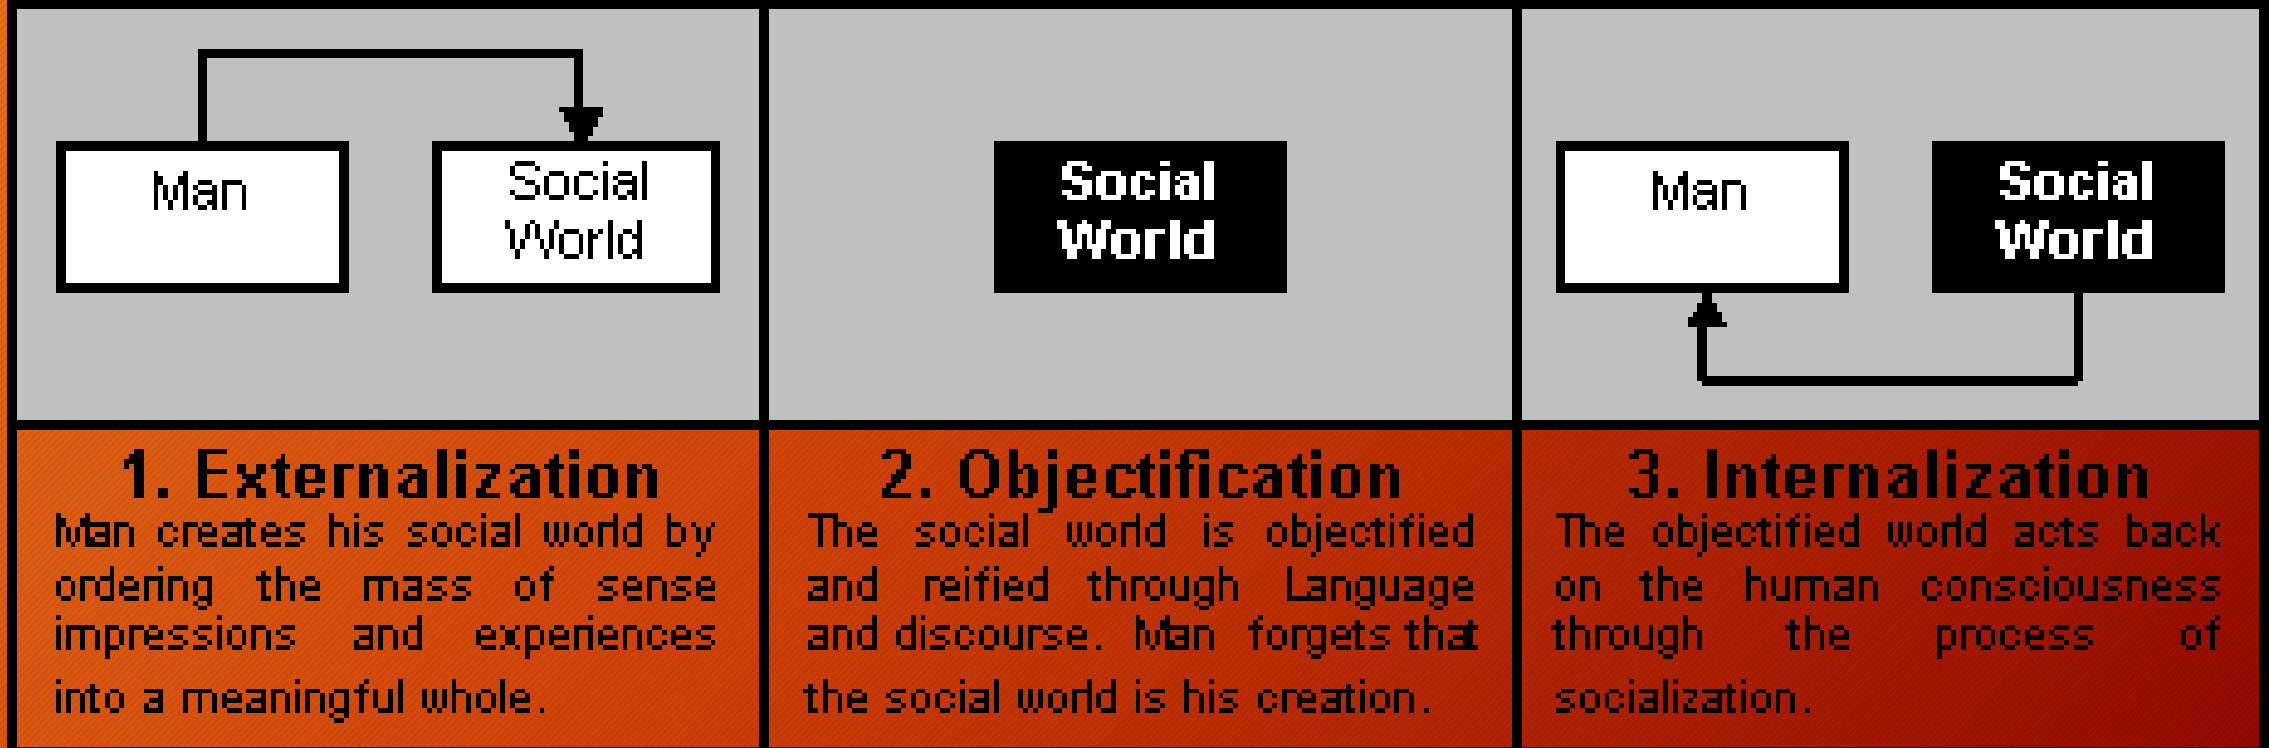 Man
Social
World
Social
World
Man
Social
World
1. Externalization
Man creates his social world by
ordering the mass of sense
impressions and experiences
into a meaningful whole.
2. Objectification
The social world is objectified
and reified through Language
and discourse. Man forgets that
the social world is his creation.
3. Internalization
The objectified world acts back
on the human consciousness
through the process of
socialization.